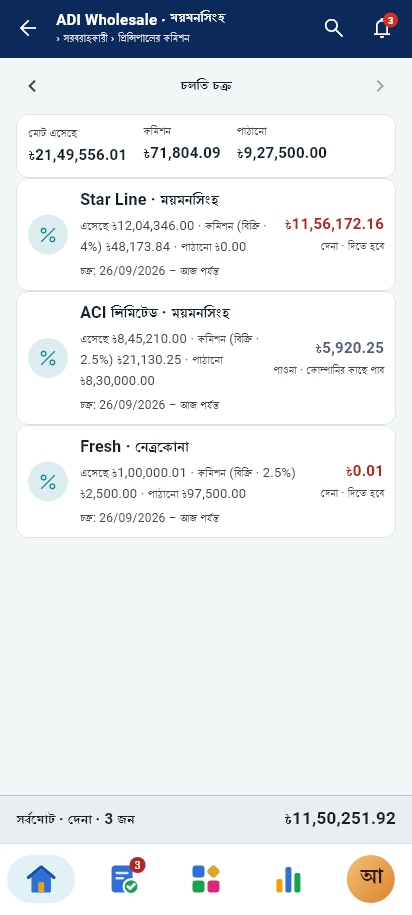 ADI Wholesale · ময়মনসিংহ
› সরবরাহকারী › প্রিন্সিপালের কমিশন
3
চলতি চক্র
মোট এসেছে কমিশন পাঠানো
৳21,49,556.01 ৳71,804.09 ৳9,27,500.00
Star Line · ময়মনসিংহ
এসেছে ৳12,04,346.00 · কমিশন (বিক্রি ·
4%) ৳48,173.84 · পাঠানো ৳0.00
চক্র: 26/09/2026 – আজ পর্যন্ত
৳11,56,172.16
দেনা · দিতে হবে
ACI লিমিটেড · ময়মনসিংহ
এসেছে ৳8,45,210.00 · কমিশন (বিক্রি ·
2.5%) ৳21,130.25 · পাঠানো
৳8,30,000.00
চক্র: 26/09/2026 – আজ পর্যন্ত
৳5,920.25
পাওনা · কোম্পানির কাছে পাব
Fresh · নেত্রকোনা
এসেছে ৳1,00,000.01 · কমিশন (বিক্রি · 2.5%)
৳2,500.00 · পাঠানো ৳97,500.00
চক্র: 26/09/2026 – আজ পর্যন্ত
৳0.01
দেনা · দিতে হবে
সর্বমোট · দেনা · 3 জন ৳11,50,251.92
3
আ